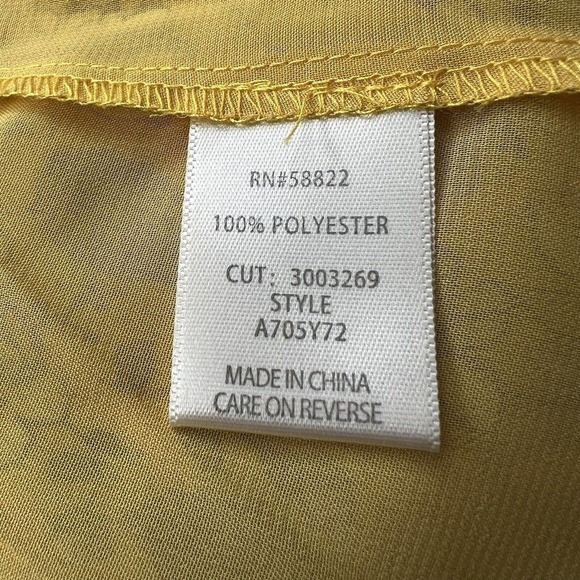 RN#58822
100% POLYESTER
CUT: 3003269
STYLE
A705Y72
MADE IN CHINA
CARE ON REVERSE